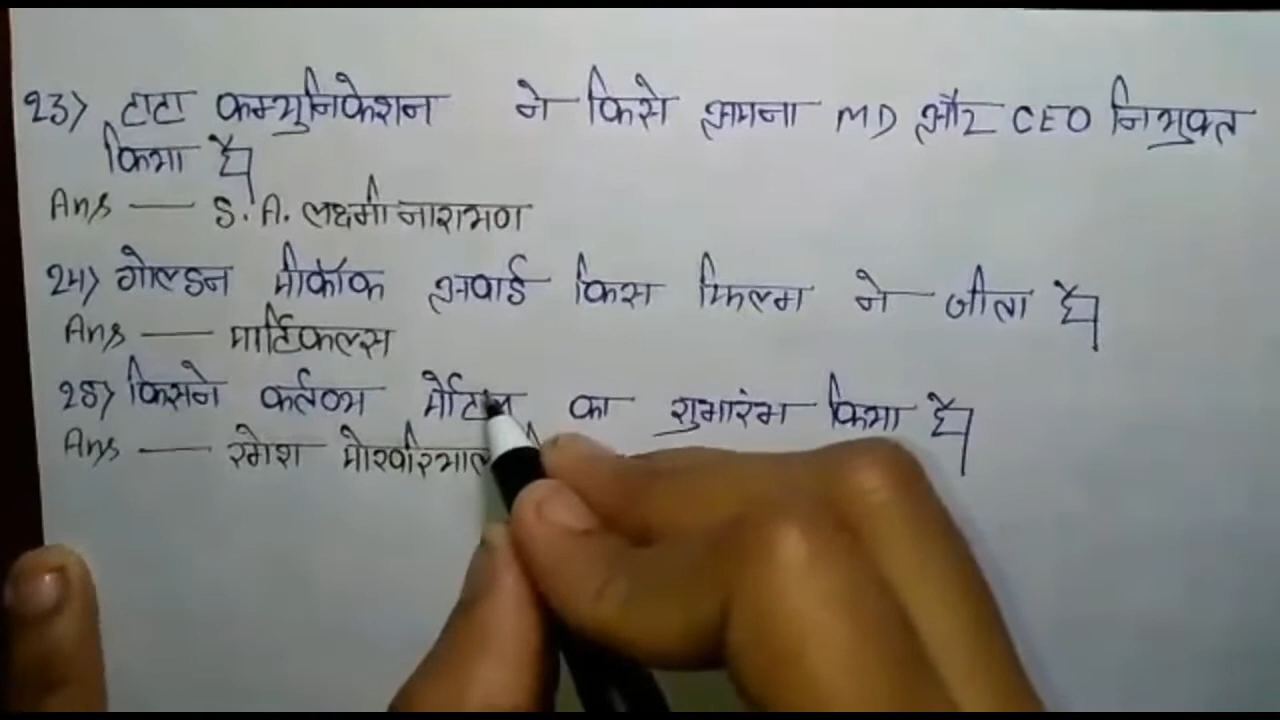 23) टाटा कम्युनिकेशन ने किसे अपना MD और CEO नियुक्त
किया है
Ans — S. A. लक्ष्मी नारायण
24) गोल्डन पीकॉक अवार्ड किस फिल्म ने जीता है
Ans — पार्टिकल्स
25) किसने कर्तव्य पोर्टल का शुभारंभ किया है
Ans — रमेश पोखरियाल